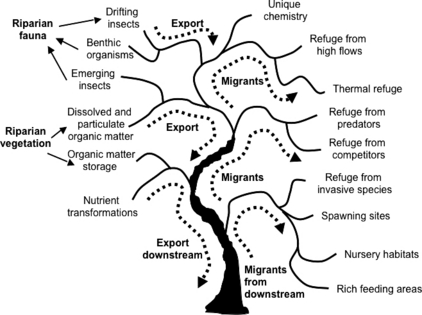 Riparian
fauna
Drifting
insects
Export
Unique
chemistry
Benthic
organisms
Refuge from
high flows
Emerging
insects
Migrants
Thermal refuge
Dissolved and
particulate
organic matter
Riparian
vegetation
Export
Refuge from
predators
Organic matter
storage
Refuge from
competitors
Migrants
Refuge from
invasive species
Nutrient
transformations
Spawning sites
Export
downstream
Migrants
from
downstream
Nursery habitats
Rich feeding areas